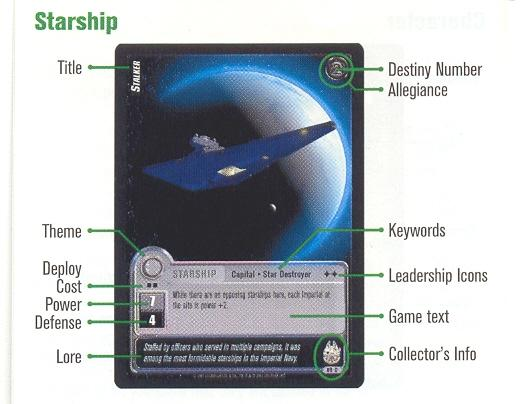 Starship
Title
STALKER
Destiny Number
Allegiance
Theme
Keywords
STARSHIP
Capital • Star Destroyer
Deploy
Cost
Leadership Icons
Power
7
While there are no opposing starships here, each Imperial at
the site is power +2.
Game text
Defense
4
Lore
Staffed by officers who served in multiple campaigns. It was
among the most formidable starships in the Imperial Navy.
Collector's Info